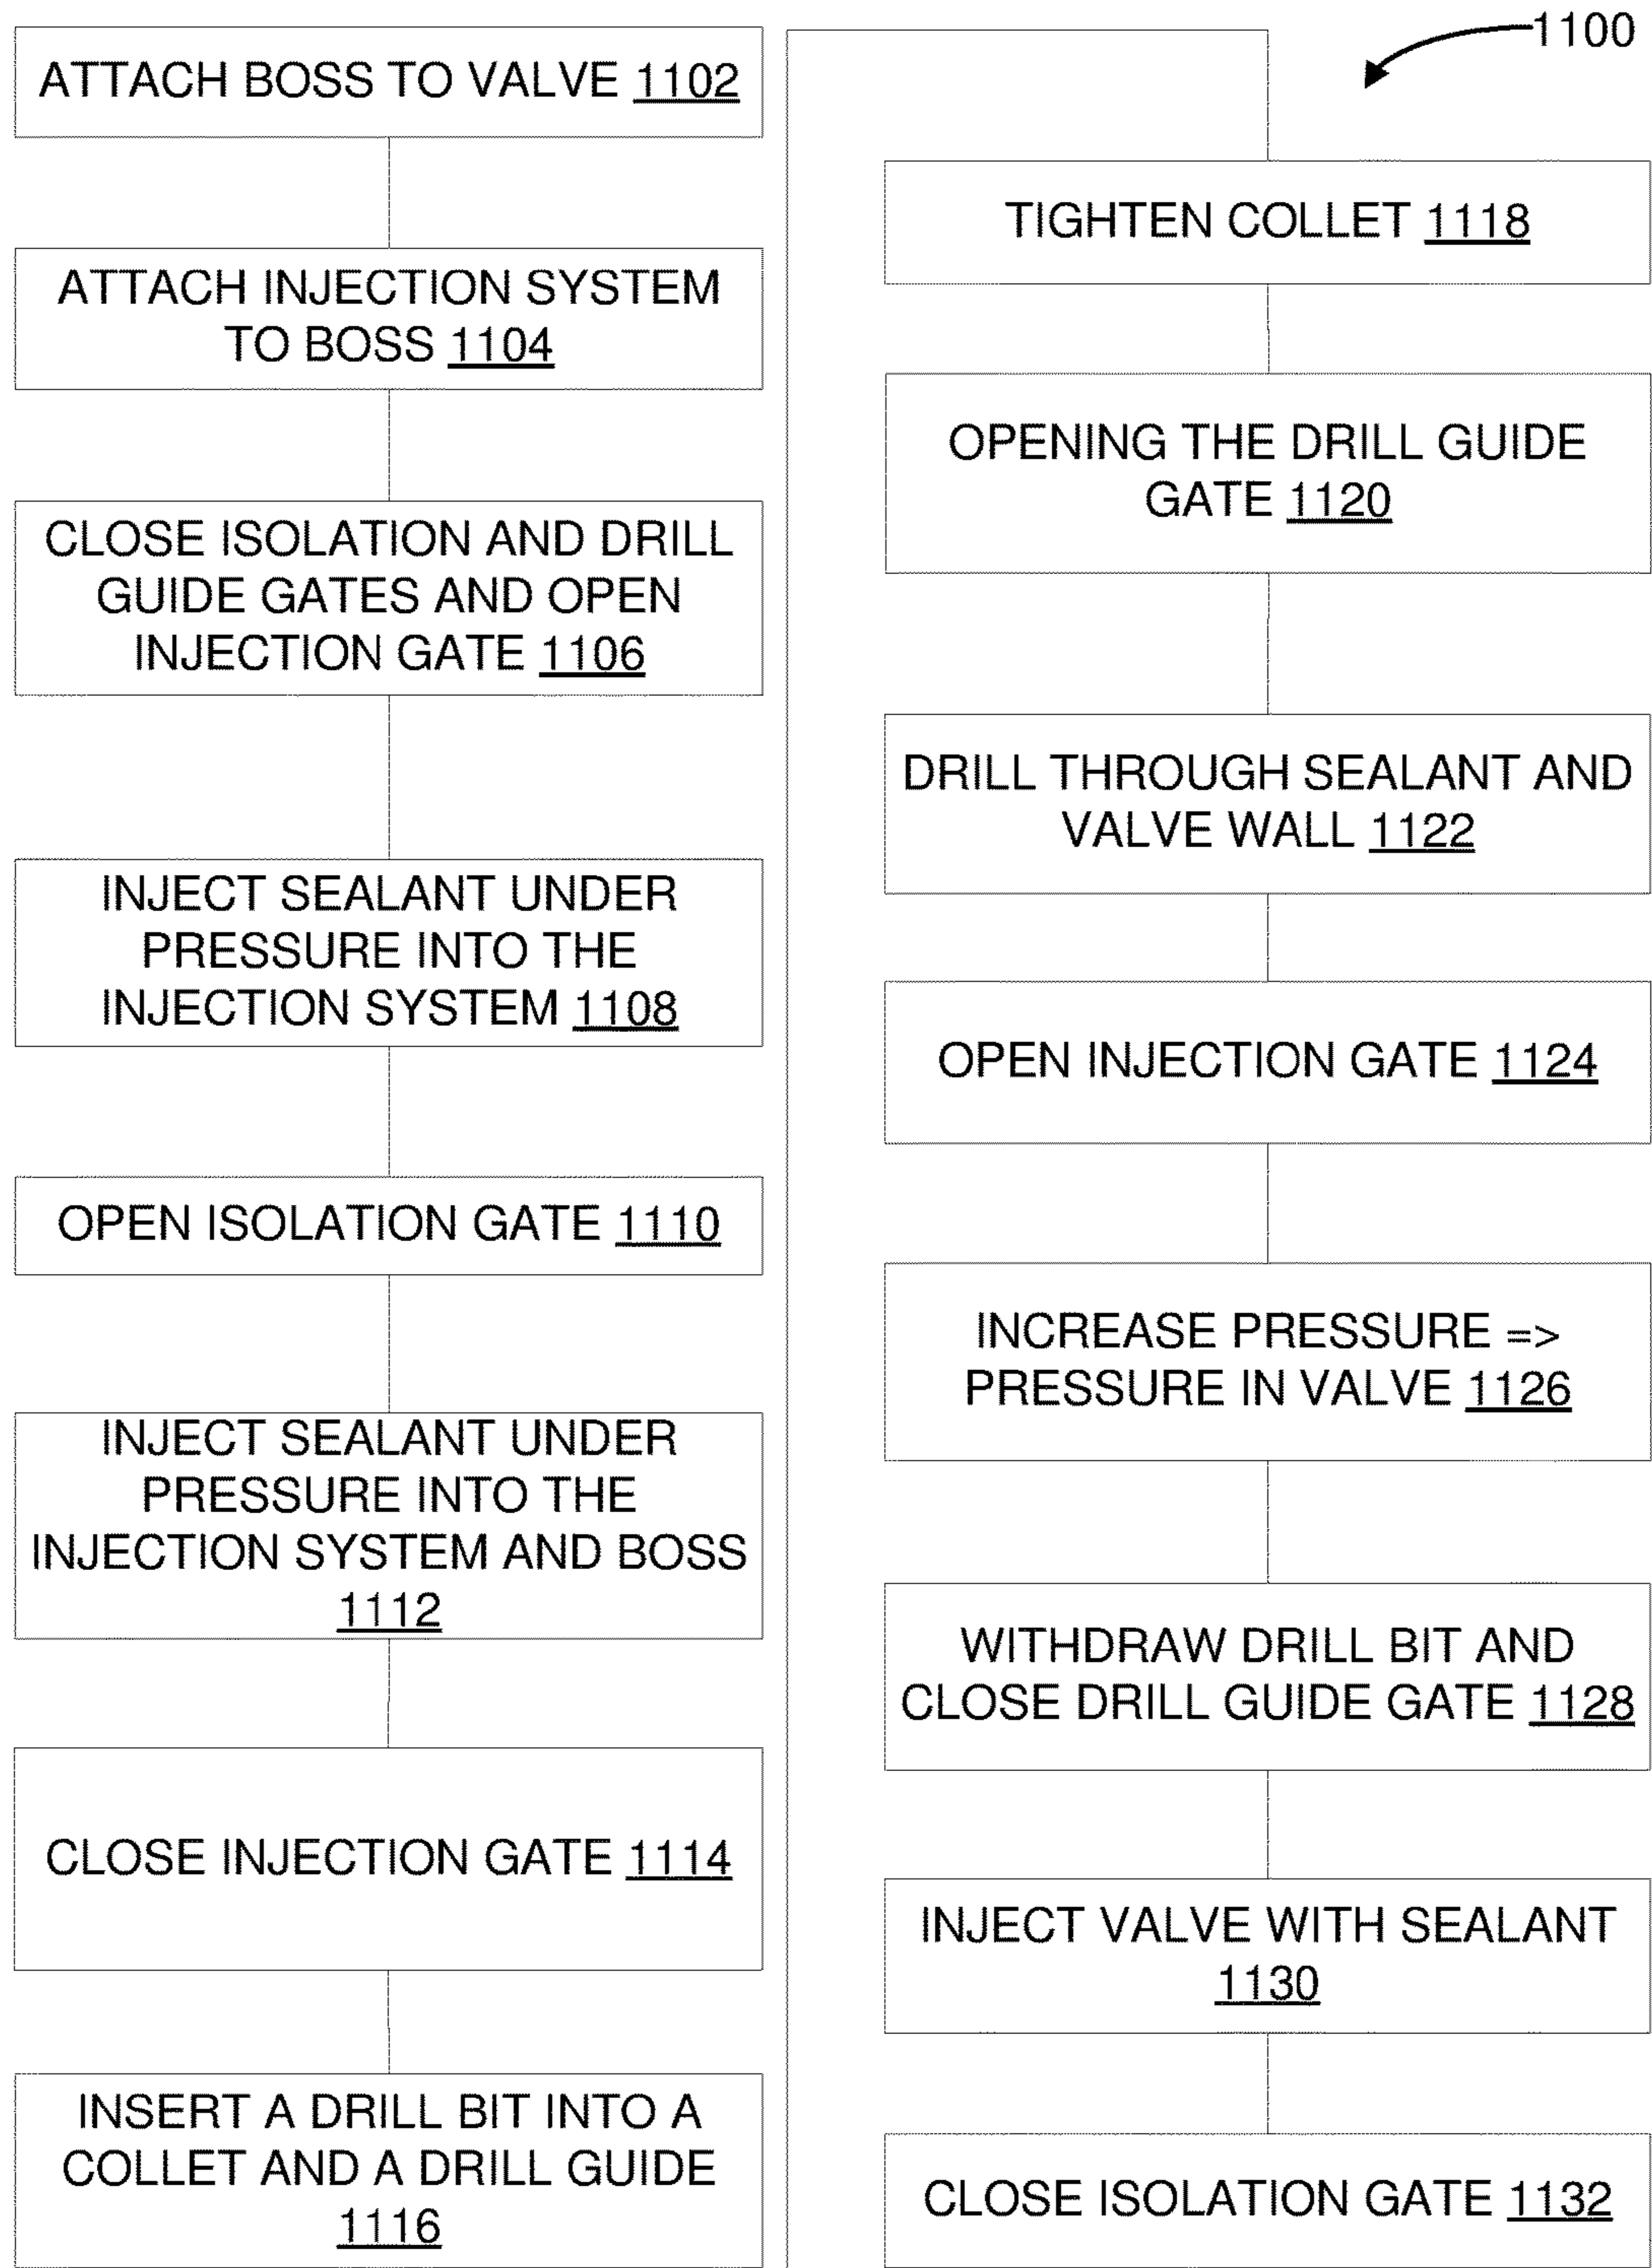 ATTACH BOSS TO VALVE 1102
ATTACH INJECTION SYSTEM
TO BOSS 1104
CLOSE ISOLATION AND DRILL
GUIDE GATES AND OPEN
INJECTION GATE 1106
INJECT SEALANT UNDER
PRESSURE INTO THE
INJECTION SYSTEM 1108
OPEN ISOLATION GATE 1110
INJECT SEALANT UNDER
PRESSURE INTO THE
INJECTION SYSTEM AND BOSS
1112
CLOSE INJECTION GATE 1114
INSERT A DRILL BIT INTO A
COLLET AND A DRILL GUIDE
1116
1100
TIGHTEN COLLET 1118
OPENING THE DRILL GUIDE
GATE 1120
DRILL THROUGH SEALANT AND
VALVE WALL 1122
OPEN INJECTION GATE 1124
INCREASE PRESSURE =>
PRESSURE IN VALVE 1126
WITHDRAW DRILL BIT AND
CLOSE DRILL GUIDE GATE 1128
INJECT VALVE WITH SEALANT
1130
CLOSE ISOLATION GATE 1132